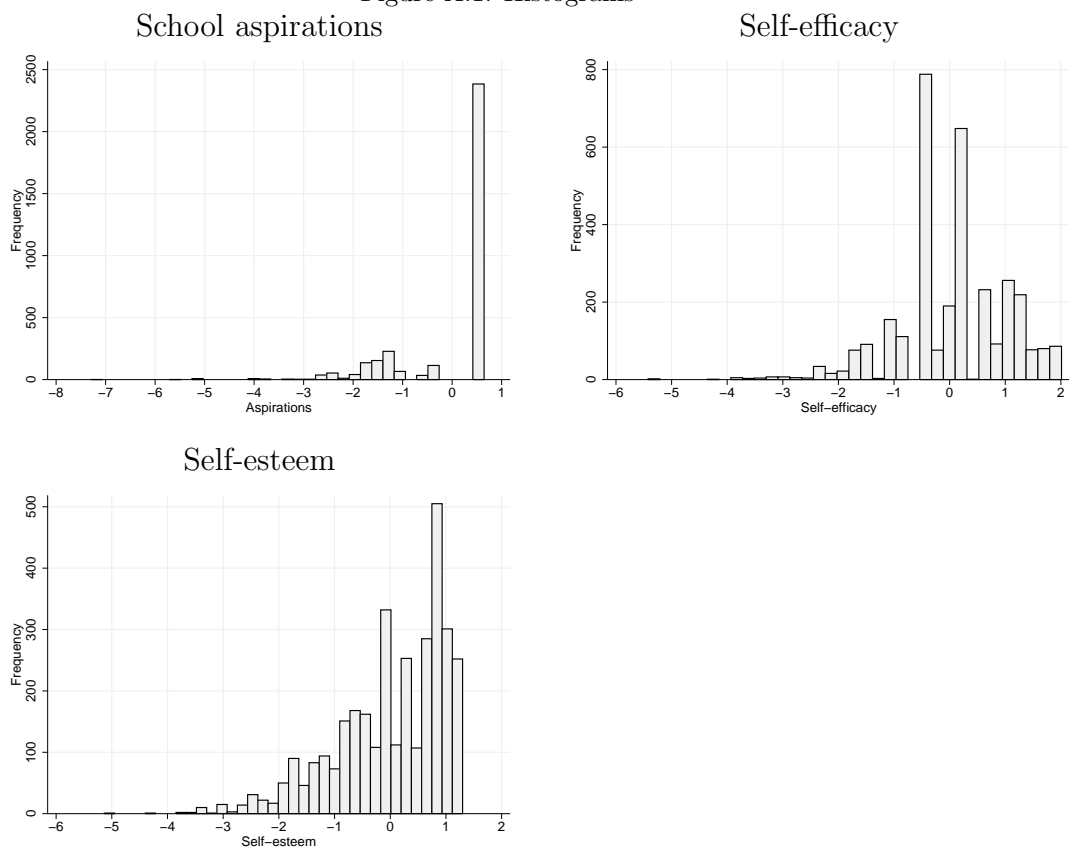 Figure A.1: Histograms
School aspirations
Self-efficacy
Frequency
0 500 1000 1500 2000 2500
−8 −7 −6 −5 −4 −3 −2 −1 0 1
Aspirations
Frequency
0 200 400 600 800
−6 −5 −4 −3 −2 −1 0 1 2
Self−efficacy
Self-esteem
Frequency
0 100 200 300 400 500
−6 −5 −4 −3 −2 −1 0 1 2
Self−esteem